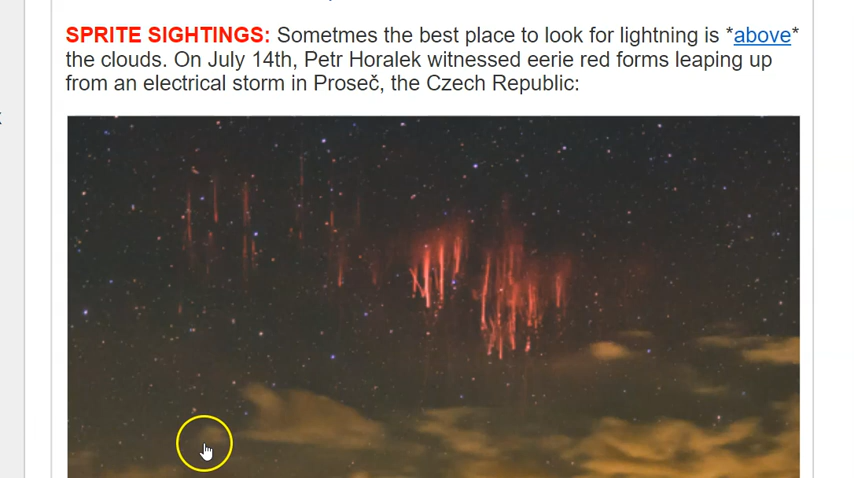 SPRITE SIGHTINGS: Sometmes the best place to look for lightning is *above*
the clouds. On July 14th, Petr Horalek witnessed eerie red forms leaping up
from an electrical storm in Proseč, the Czech Republic: